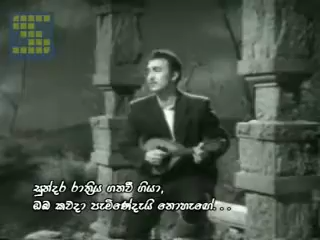 සුන්දර රාත්‍රිය ගතවී ගියා,
ඔබ කවදා පැමිණේදැයි නොහැඟේ. . .